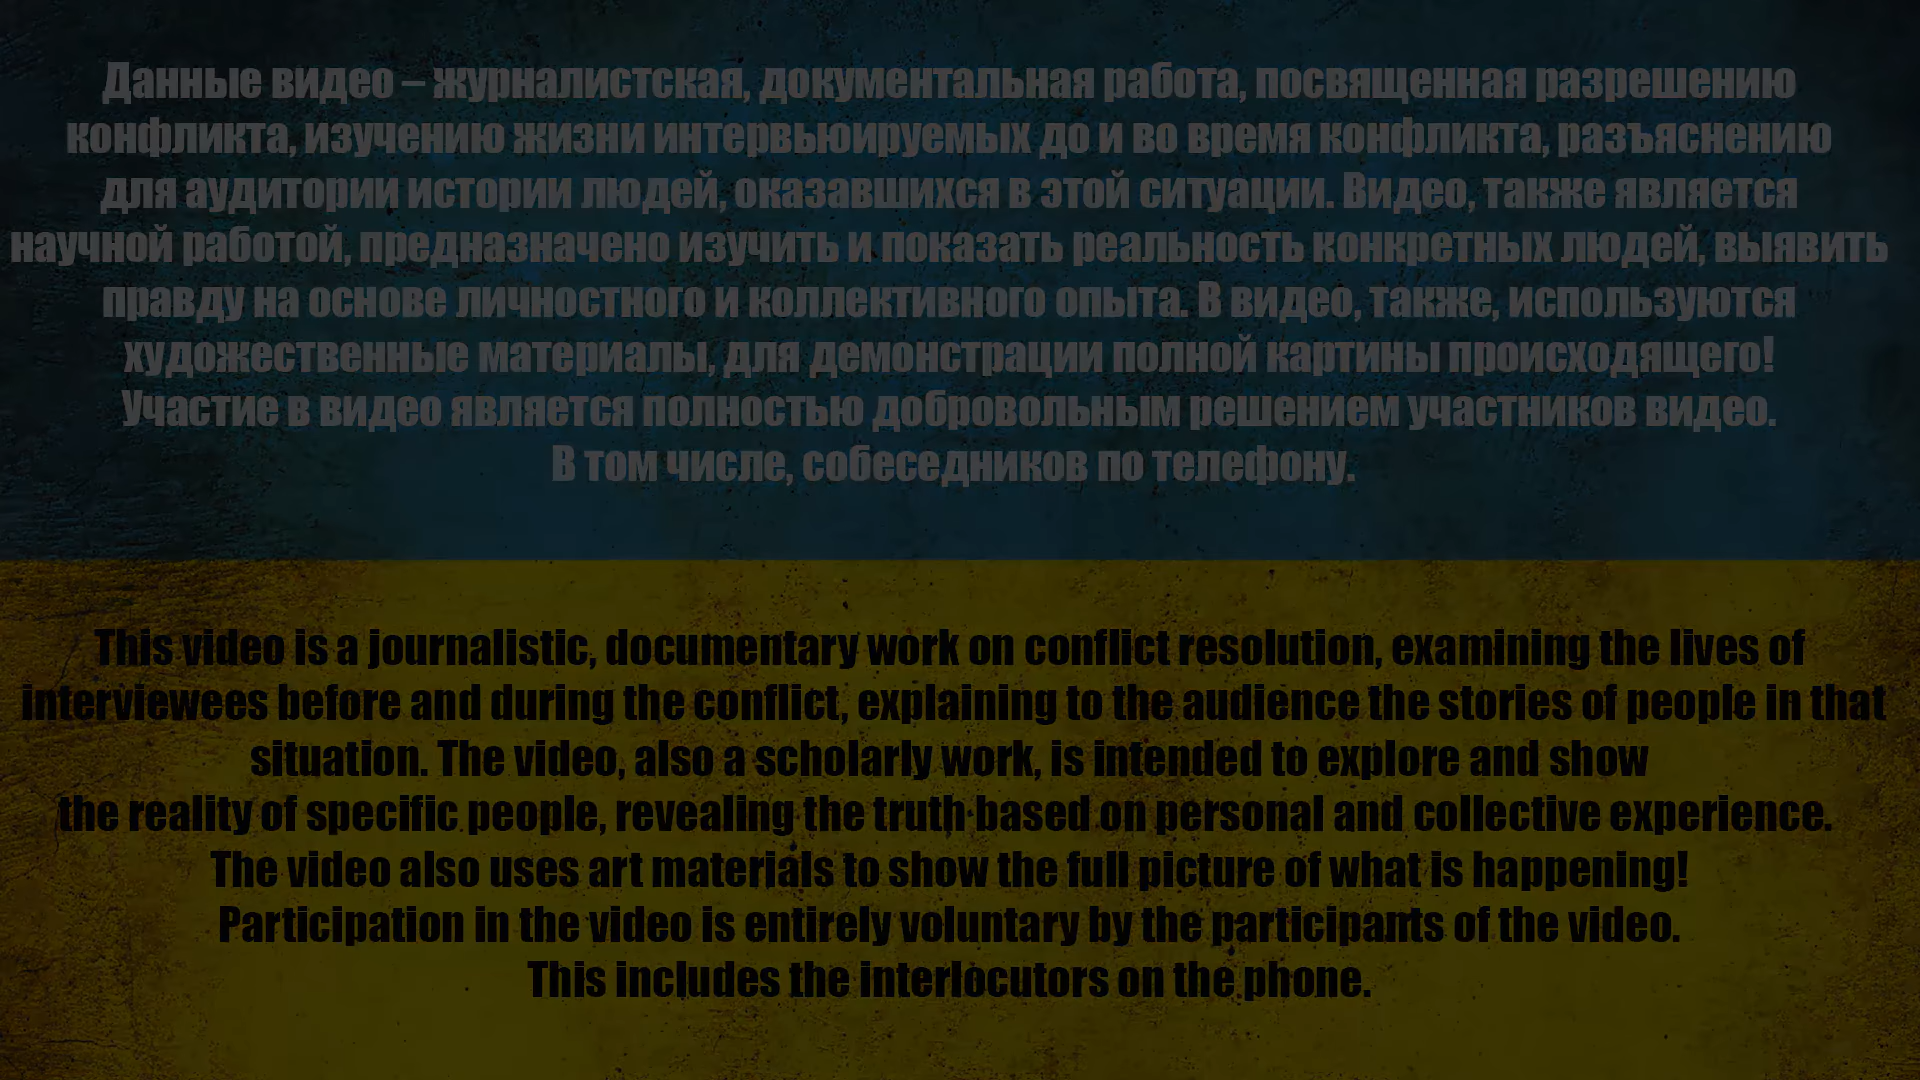 Данные видео – журналистская, документальная работа, посвященная разрешению
конфликта, изучению жизни интервьюируемых до и во время конфликта, разъяснению
для аудитории истории людей, оказавшихся в этой ситуации. Видео, также является
научной работой, предназначено изучить и показать реальность конкретных людей, выявить
правду на основе личностного и коллективного опыта. В видео, также, используются
художественные материалы, для демонстрации полной картины происходящего!
Участие в видео является полностью добровольным решением участников видео.
В том числе, собеседников по телефону.
This video is a journalistic, documentary work on conflict resolution, examining the lives of
interviewees before and during the conflict, explaining to the audience the stories of people in that
situation. The video, also a scholarly work, is intended to explore and show
the reality of specific people, revealing the truth based on personal and collective experience.
The video also uses art materials to show the full picture of what is happening!
Participation in the video is entirely voluntary by the participants of the video.
This includes the interlocutors on the phone.